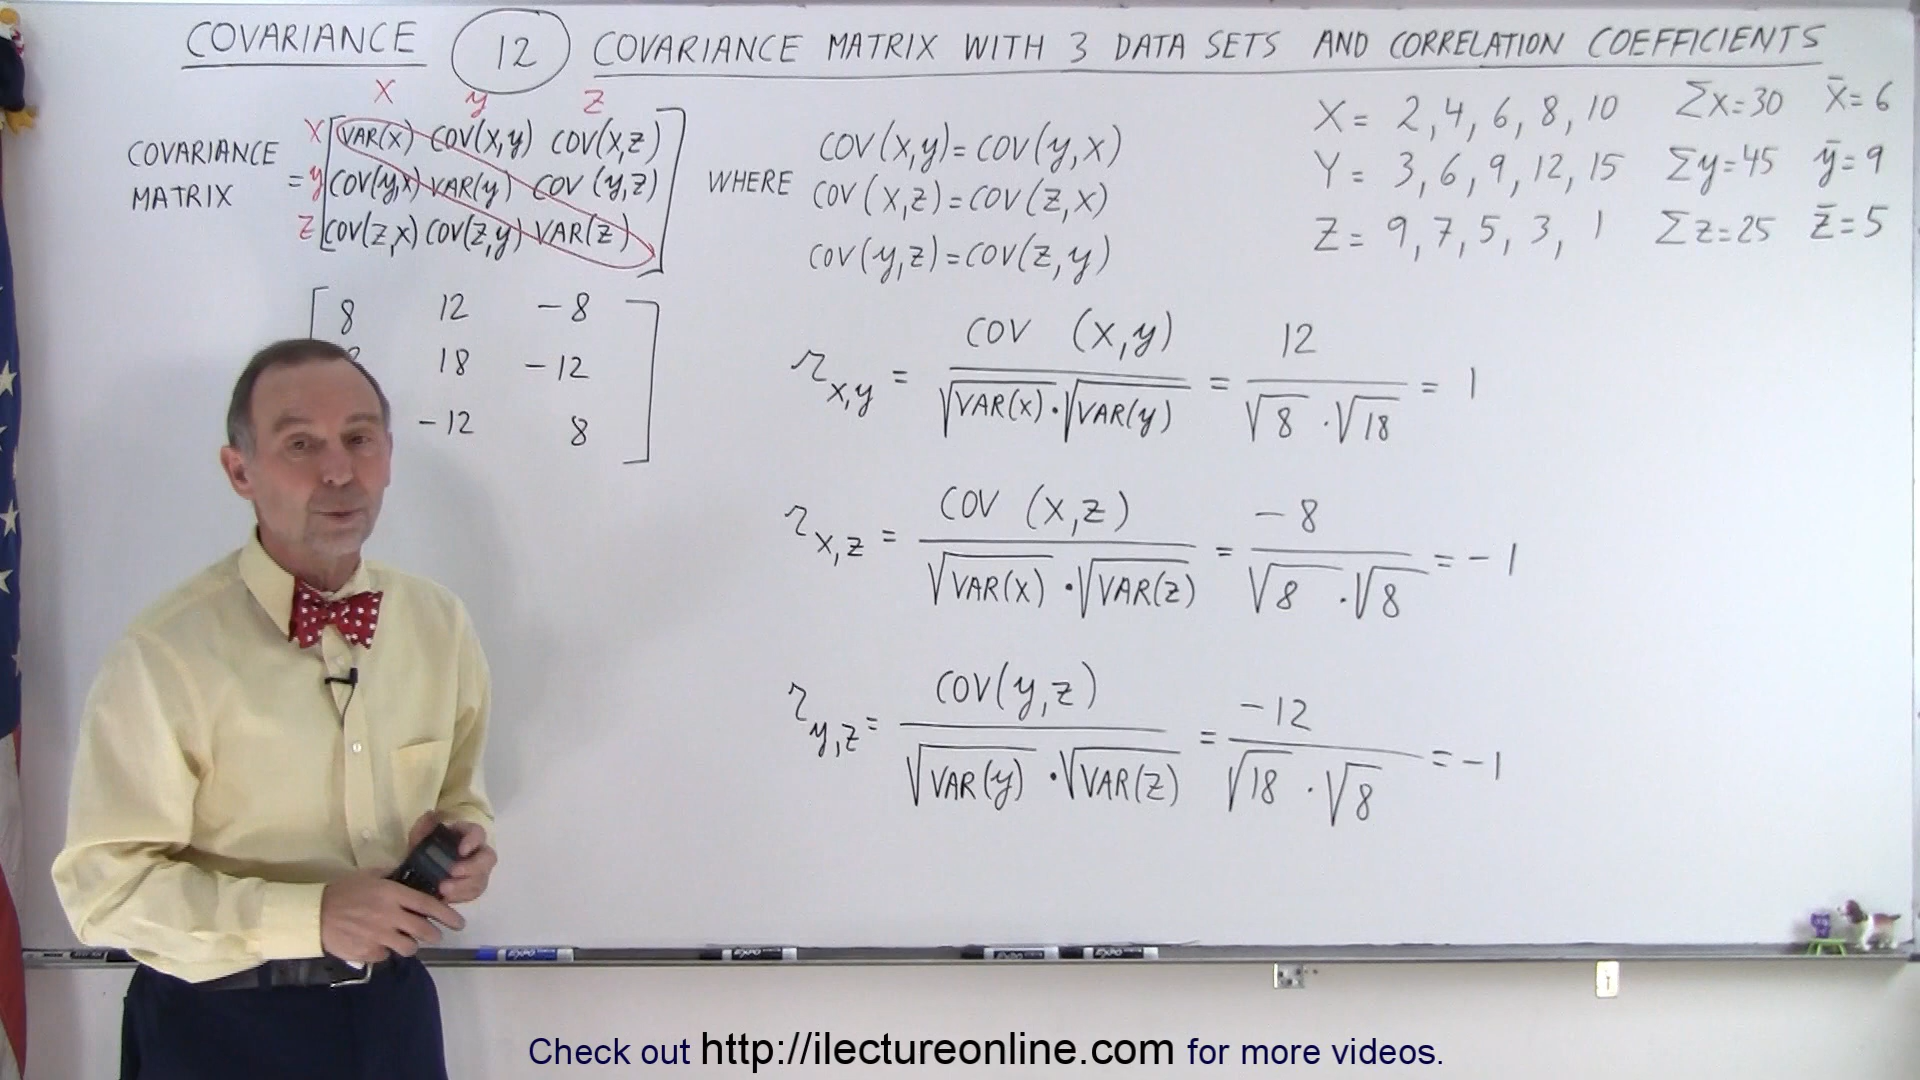 COVARIANCE 12 COVARIANCE MATRIX WITH 3 DATA SETS AND CORRELATION COEFFICIENTS
X y Z
COVARIANCE MATRIX =
X VAR(x) COV(x,y) COV(x,z)
y COV(y,x) VAR(y) COV (y,z)
Z COV(z,x) COV(z,y) VAR(z)
WHERE
COV(x,y)=COV(y,x)
COV(x,z)=COV(z,x)
COV(y,z)=COV(z,y)
X = 2, 4, 6, 8, 10 Σx=30 x̄=6
Y = 3, 6, 9, 12, 15 Σy=45 ȳ=9
Z = 9, 7, 5, 3, 1 Σz=25 z̄=5
8 12 -8
18 -12
-12 8
r x,y = COV (x,y) / √VAR(x)·√VAR(y) = 12 / √8 ·√18 = 1
r x,z = COV (x,z) / √VAR(x) ·√VAR(z) = -8 / √8 ·√8 = -1
r y,z = COV(y,z) / √VAR(y) ·√VAR(z) = -12 / √18 · √8 = -1
Check out http://ilectureonline.com for more videos.